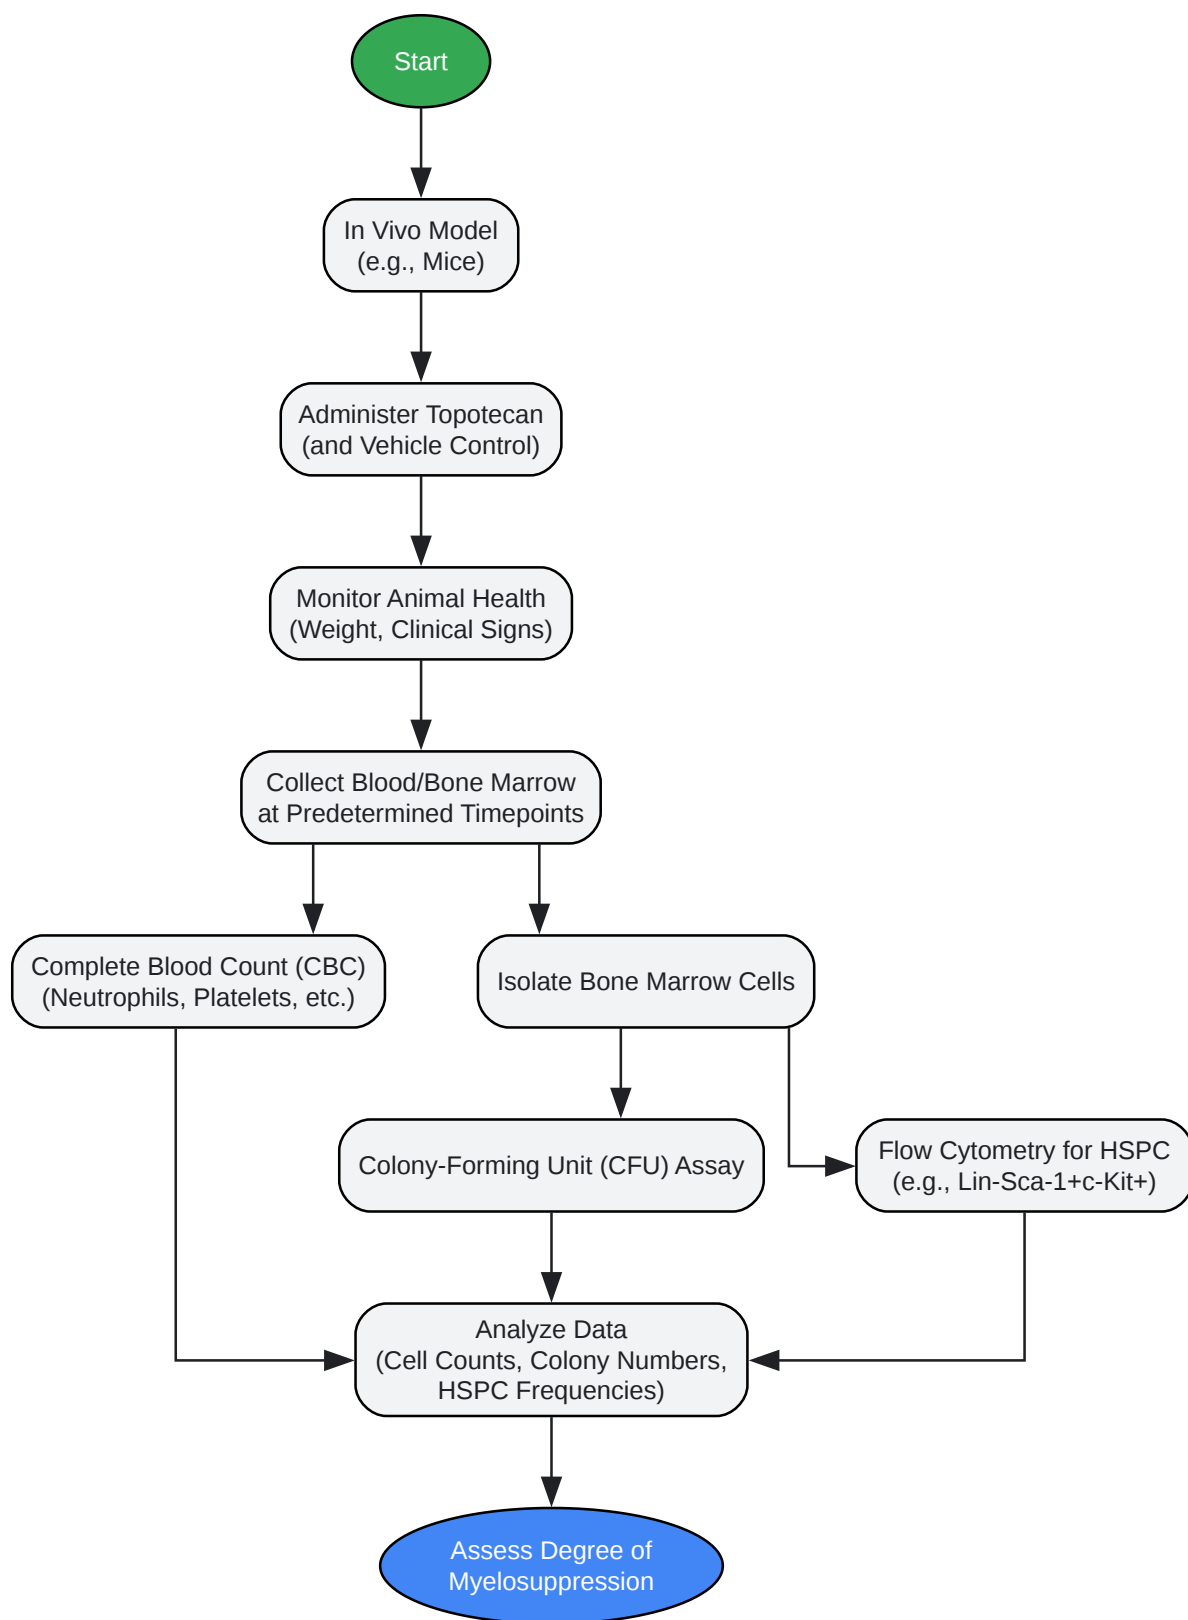 Start
In Vivo Model
(e.g., Mice)
Administer Topotecan
(and Vehicle Control)
Monitor Animal Health
(Weight, Clinical Signs)
Collect Blood/Bone Marrow
at Predetermined Timepoints
Complete Blood Count (CBC)
(Neutrophils, Platelets, etc.)
Isolate Bone Marrow Cells
Colony-Forming Unit (CFU) Assay
Flow Cytometry for HSPC
(e.g., Lin-Sca-1+c-Kit+)
Analyze Data
(Cell Counts, Colony Numbers,
HSPC Frequencies)
Assess Degree of
Myelosuppression